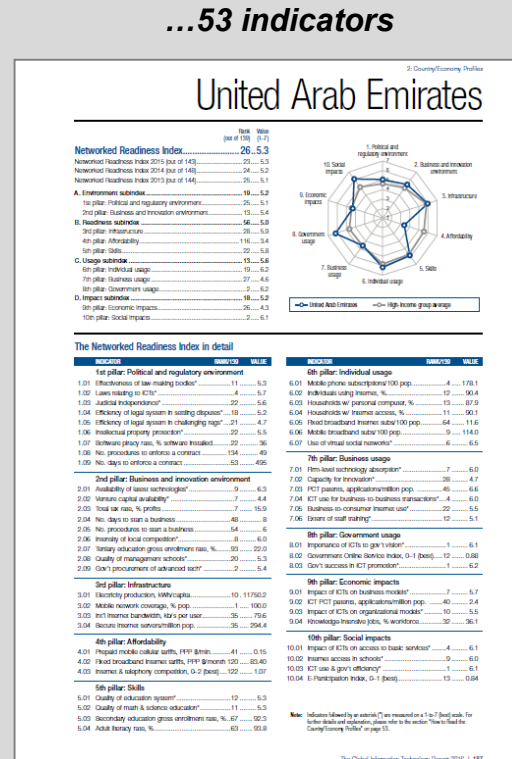 ...53 indicators
2: Country/Economy Profiles
United Arab Emirates
Rank Value
(out of 139) (1-7)
Networked Readiness Index 26 5.3
Networked Readiness Index 2015 (out of 143) 23 5.3
Networked Readiness Index 2014 (out of 148) 24 5.2
Networked Readiness Index 2013 (out of 144) 25 5.1
A. Environment subindex 19 5.2
1st pillar: Political and regulatory environment 25 5.1
2nd pillar: Business and innovation environment 13 5.4
B. Readiness subindex 56 5.0
3rd pillar: Infrastructure 28 5.9
4th pillar: Affordability 116 3.4
5th pillar: Skills 22 5.8
C. Usage subindex 13 5.6
6th pillar: Individual usage 19 6.2
7th pillar: Business usage 27 4.6
8th pillar: Government usage 2 6.2
D. Impact subindex 18 5.2
9th pillar: Economic impacts 26 4.3
10th pillar: Social impacts 2 6.1
1. Political and
regulatory environment
2. Business and innovation
environment
3. Infrastructure
4. Affordability
5. Skills
6. Individual usage
7. Business
usage
8. Government
usage
9. Economic
impacts
10. Social
impacts
United Arab Emirates High-income group average
The Networked Readiness Index in detail
INDICATOR RANK/139 VALUE
1st pillar: Political and regulatory environment
1.01 Effectiveness of law-making bodies* 11 5.3
1.02 Laws relating to ICTs* 4 5.7
1.03 Judicial independence* 22 5.6
1.04 Efficiency of legal system in settling disputes* 18 5.2
1.05 Efficiency of legal system in challenging regs* 21 4.7
1.06 Intellectual property protection* 22 5.5
1.07 Software piracy rate, % software installed 22 36
1.08 No. procedures to enforce a contract 134 49
1.09 No. days to enforce a contract 53 495
2nd pillar: Business and innovation environment
2.01 Availability of latest technologies* 9 6.3
2.02 Venture capital availability* 7 4.4
2.03 Total tax rate, % profits 7 15.9
2.04 No. days to start a business 48 8
2.05 No. procedures to start a business 54 6
2.06 Intensity of local competition* 8 6.0
2.07 Tertiary education gross enrollment rate, % 93 22.0
2.08 Quality of management schools* 20 5.3
2.09 Gov't procurement of advanced tech* 2 5.4
3rd pillar: Infrastructure
3.01 Electricity production, kWh/capita 10 11750.2
3.02 Mobile network coverage, % pop. 1 100.0
3.03 Int'l Internet bandwidth, kb/s per user 35 79.6
3.04 Secure Internet servers/million pop. 35 294.4
4th pillar: Affordability
4.01 Prepaid mobile cellular tariffs, PPP $/min. 41 0.15
4.02 Fixed broadband Internet tariffs, PPP $/month 120 83.40
4.03 Internet & telephony competition, 0-2 (best) 122 1.07
5th pillar: Skills
5.01 Quality of education system* 12 5.3
5.02 Quality of math & science education* 11 5.3
5.03 Secondary education gross enrollment rate, % 67 92.3
5.04 Adult literacy rate, % 63 93.8
INDICATOR RANK/139 VALUE
6th pillar: Individual usage
6.01 Mobile phone subscriptions/100 pop. 4 178.1
6.02 Individuals using Internet, % 12 90.4
6.03 Households w/ personal computer, % 13 87.9
6.04 Households w/ Internet access, % 11 90.1
6.05 Fixed broadband Internet subs/100 pop. 64 11.6
6.06 Mobile broadband subs/100 pop. 9 114.0
6.07 Use of virtual social networks* 6 6.5
7th pillar: Business usage
7.01 Firm-level technology absorption* 7 6.0
7.02 Capacity for innovation* 28 4.7
7.03 PCT patents, applications/million pop. 45 6.6
7.04 ICT use for business-to-business transactions* 4 6.0
7.05 Business-to-consumer Internet use* 22 5.5
7.06 Extent of staff training* 12 5.1
8th pillar: Government usage
8.01 Importance of ICTs to gov't vision* 1 6.1
8.02 Government Online Service Index, 0-1 (best) 12 0.88
8.03 Gov't success in ICT promotion* 1 6.2
9th pillar: Economic impacts
9.01 Impact of ICTs on business models* 7 5.7
9.02 ICT PCT patents, applications/million pop. 40 2.4
9.03 Impact of ICTs on organizational models* 10 5.5
9.04 Knowledge-intensive jobs, % workforce 32 36.1
10th pillar: Social impacts
10.01 Impact of ICTs on access to basic services* 4 6.1
10.02 Internet access in schools* 9 6.0
10.03 ICT use & gov't efficiency* 1 6.1
10.04 E-Participation Index, 0-1 (best) 13 0.84
Note: Indicators followed by an asterisk (*) are measured on a 1-to-7 (best) scale. For
further details and explanation, please refer to the section "How to Read the
Country/Economy Profiles" on page 53.
The Global Information Technology Report 2016 | 187